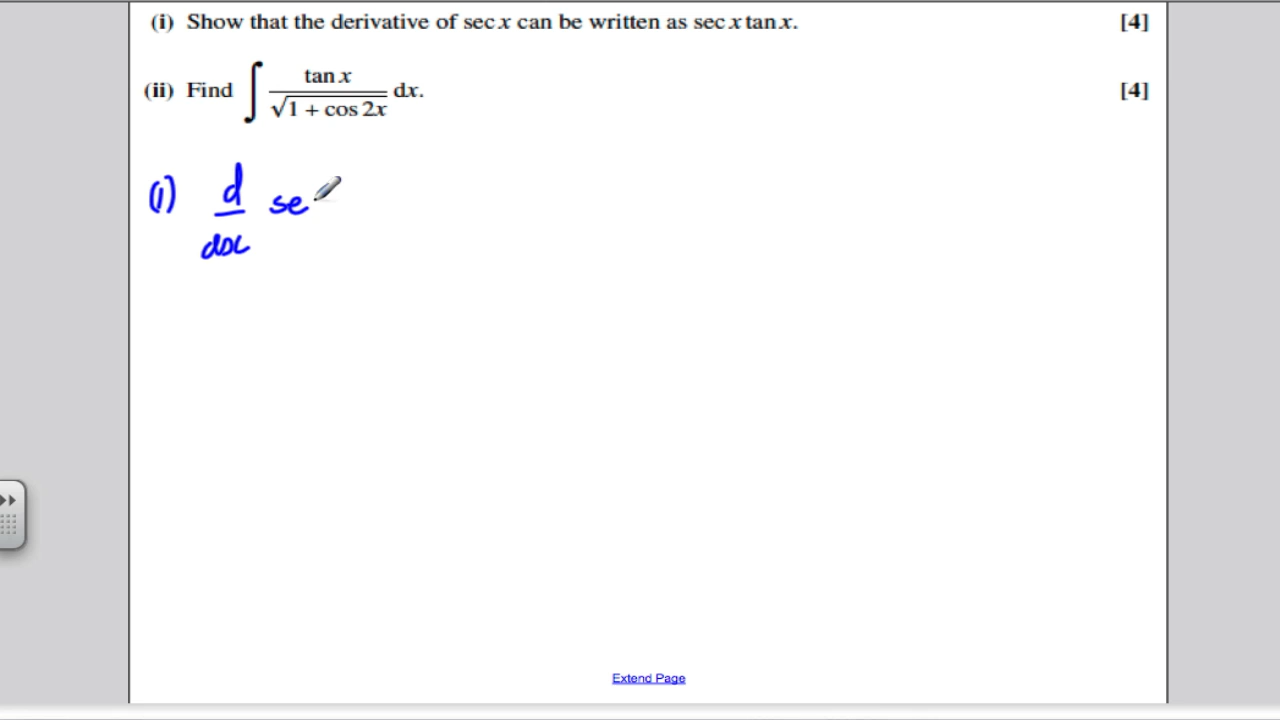 (i) Show that the derivative of sec x can be written as sec x tan x. [4]
(ii) Find ∫ tan x / √1 + cos 2x dx. [4]
(i) d/dx se
Extend Page